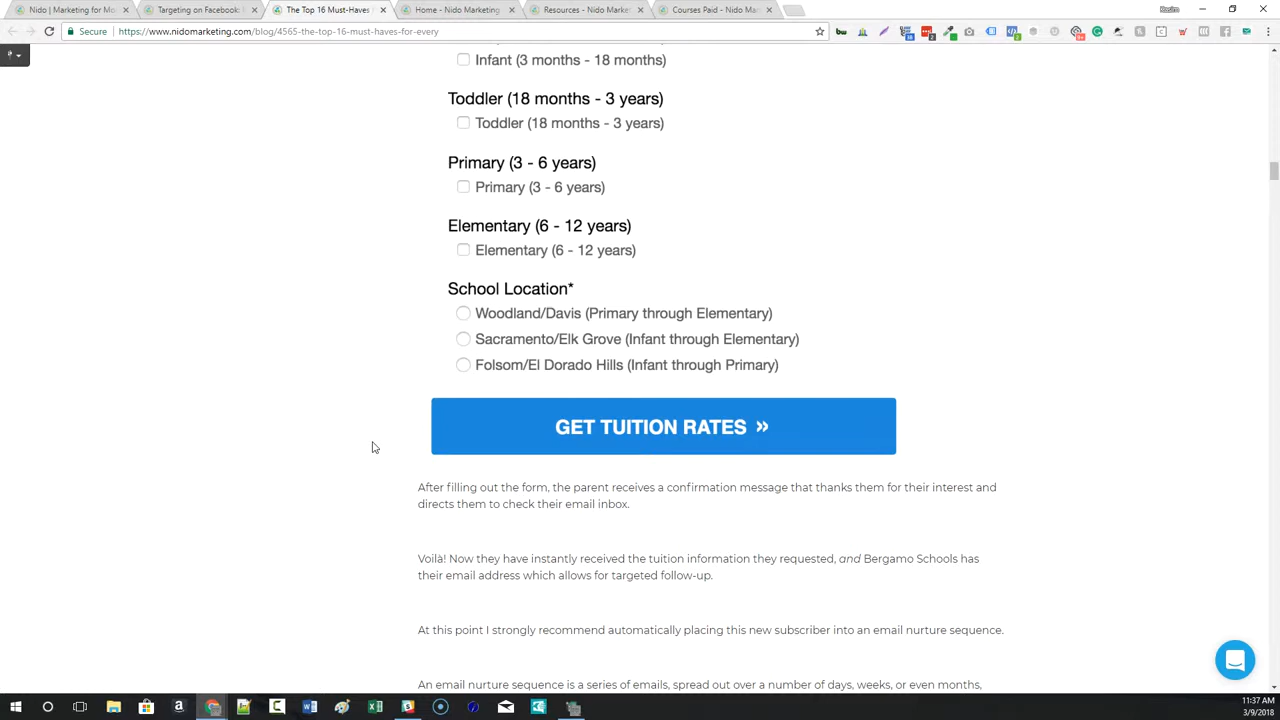 Nido | Marketing for Mo
Targeting on Facebook:
The Top 16 Must-Haves
Home - Nido Marketing
Resources - Nido Market
Courses Paid - Nido Mar
Secure
https://www.nidomarketing.com/blog/4565-the-top-16-must-haves-for-every
Infant (3 months - 18 months)
Toddler (18 months - 3 years)
Toddler (18 months - 3 years)
Primary (3 - 6 years)
Primary (3 - 6 years)
Elementary (6 - 12 years)
Elementary (6 - 12 years)
School Location*
Woodland/Davis (Primary through Elementary)
Sacramento/Elk Grove (Infant through Elementary)
Folsom/El Dorado Hills (Infant through Primary)
GET TUITION RATES »
After filling out the form, the parent receives a confirmation message that thanks them for their interest and
directs them to check their email inbox.
Voilà! Now they have instantly received the tuition information they requested, and Bergamo Schools has
their email address which allows for targeted follow-up.
At this point I strongly recommend automatically placing this new subscriber into an email nurture sequence.
An email nurture sequence is a series of emails, spread out over a number of days, weeks, or even months,
11:37 AM
3/9/2018